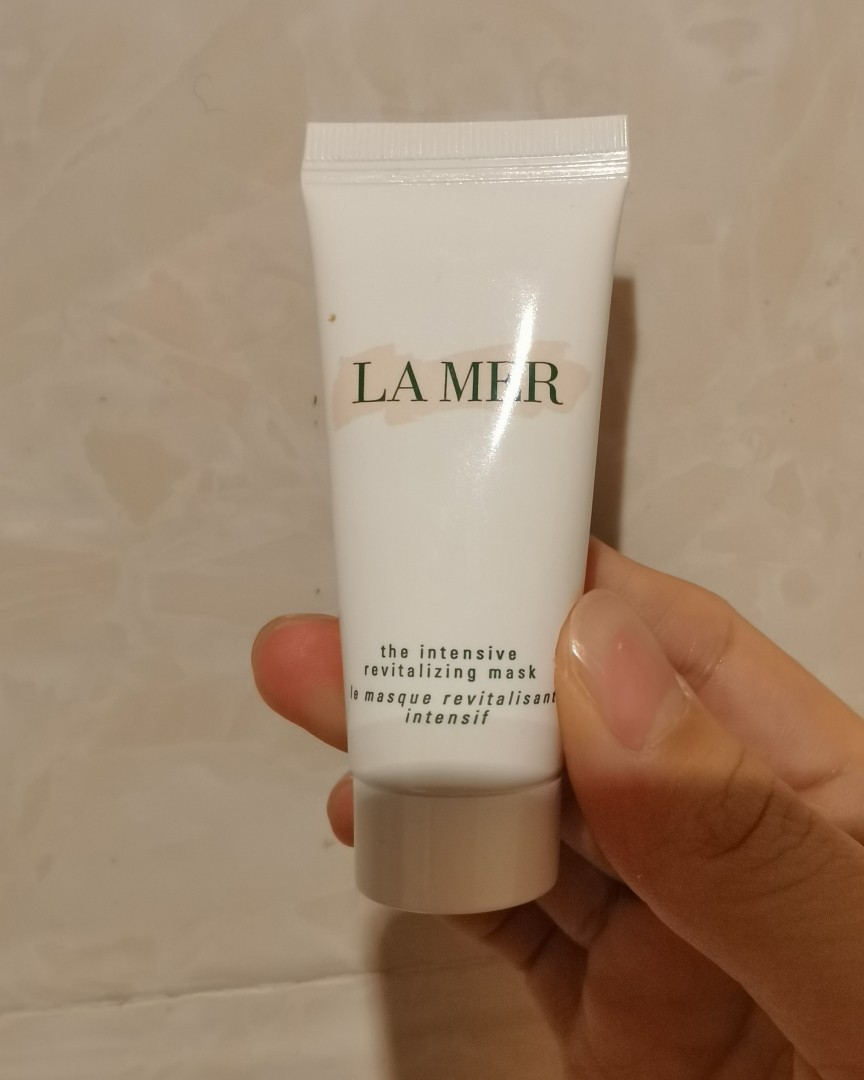 LA MER
the intensive
revitalizing mask
le masque revitalisant
intensif